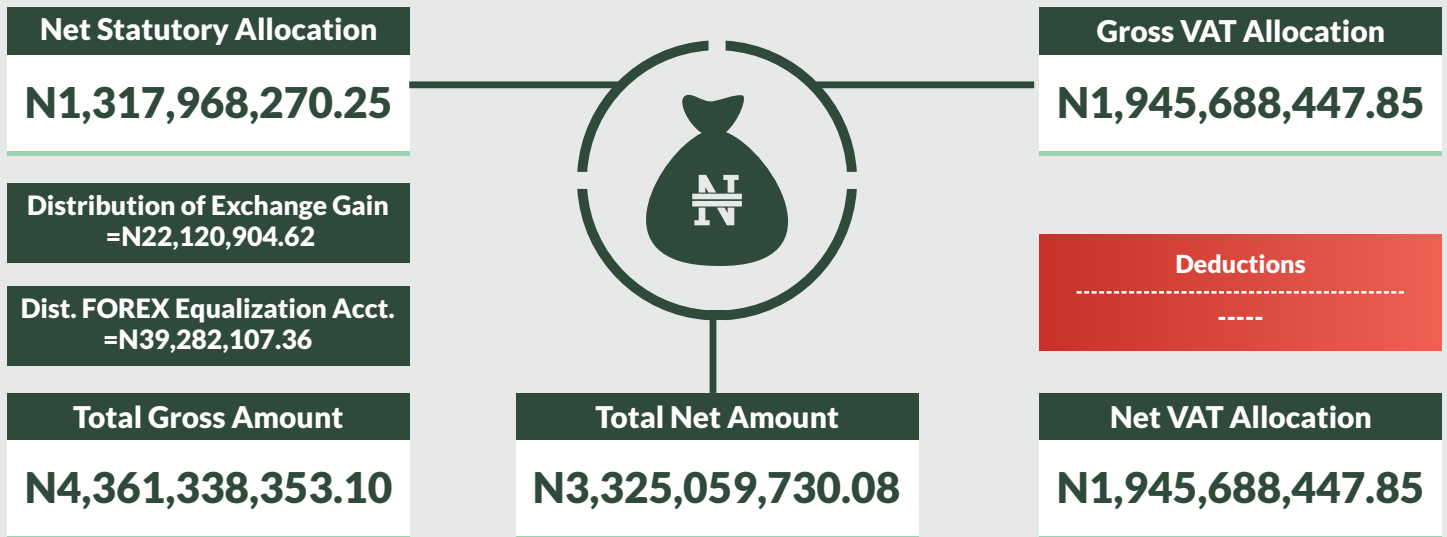 Net Statutory Allocation
N1,317,968,270.25
Distribution of Exchange Gain
=N22,120,904.62
Dist. FOREX Equalization Acct.
=N39,282,107.36
Total Gross Amount
N4,361,338,353.10
₦
Total Net Amount
N3,325,059,730.08
Gross VAT Allocation
N1,945,688,447.85
Deductions
--------------------------------------------
-----
Net VAT Allocation
N1,945,688,447.85